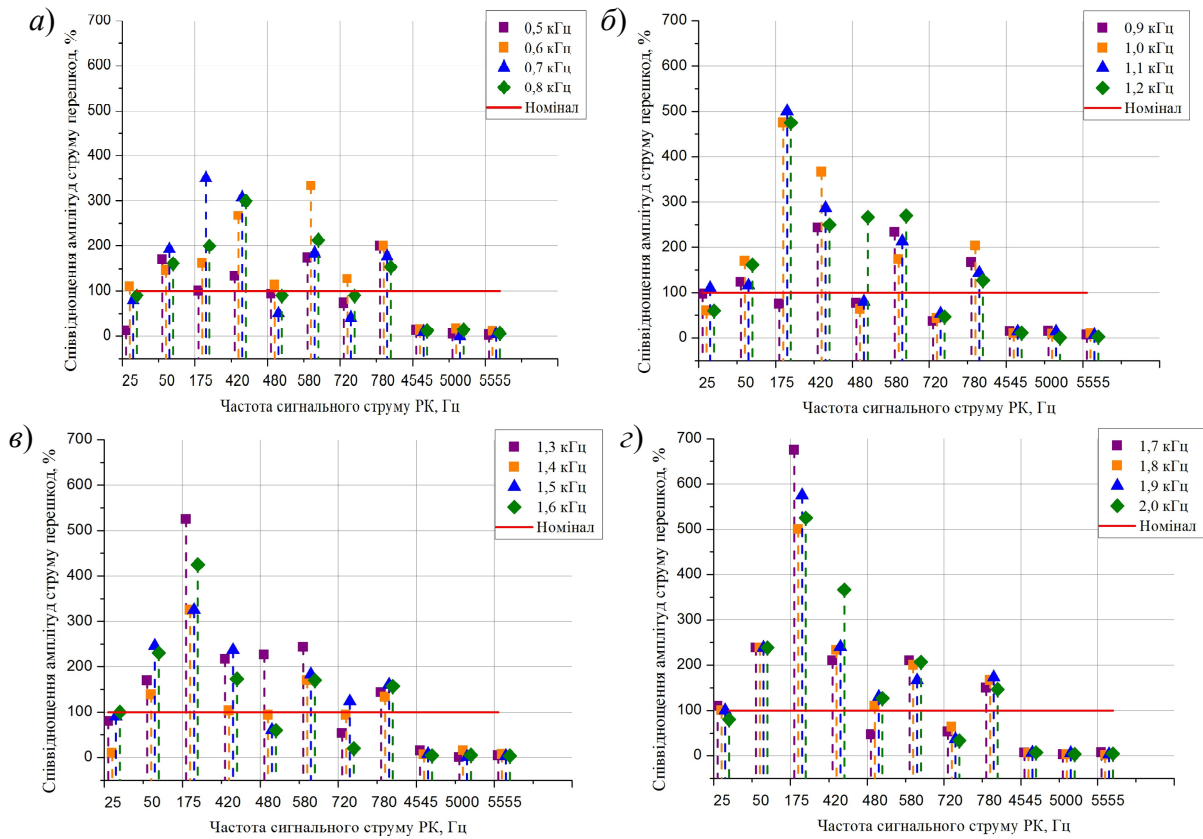 а)
Співвідношення амплітуд струму перешкод, %
700
600
500
400
300
200
100
0
0,5 кГц
0,6 кГц
0,7 кГц
0,8 кГц
Номінал
25 50 175 420 480 580 720 780 4545 5000 5555
Частота сигнального струму РК, Гц
б)
Співвідношення амплітуд струму перешкод, %
700
600
500
400
300
200
100
0
0,9 кГц
1,0 кГц
1,1 кГц
1,2 кГц
Номінал
25 50 175 420 480 580 720 780 4545 5000 5555
Частота сигнального струму РК, Гц
в)
Співвідношення амплітуд струму перешкод, %
700
600
500
400
300
200
100
0
1,3 кГц
1,4 кГц
1,5 кГц
1,6 кГц
Номінал
25 50 175 420 480 580 720 780 4545 5000 5555
Частота сигнального струму РК, Гц
г)
Співвідношення амплітуд струму перешкод, %
700
600
500
400
300
200
100
0
1,7 кГц
1,8 кГц
1,9 кГц
2,0 кГц
Номінал
25 50 175 420 480 580 720 780 4545 5000 5555
Частота сигнального струму РК, Гц